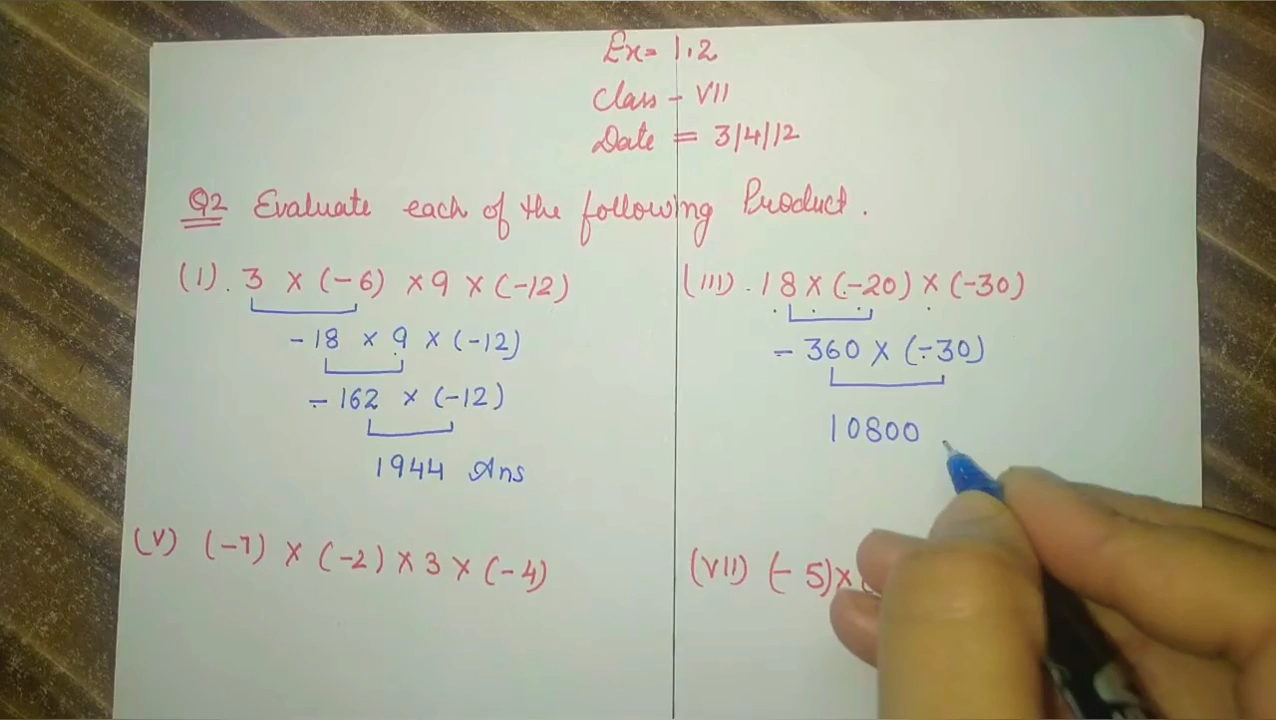 Ex= 1.2
Class - VII
Date = 3/4/12
Q2 Evaluate each of the following Product.
(I). 3 × (-6) × 9 × (-12)
-18 × 9 × (-12)
- 162 × (-12)
1944 Ans
(III). 18 × (-20) × (-30)
- 360 × (-30)
10800
(V) (-7) × (-2) × 3 × (-4)
(VII) (- 5) × (